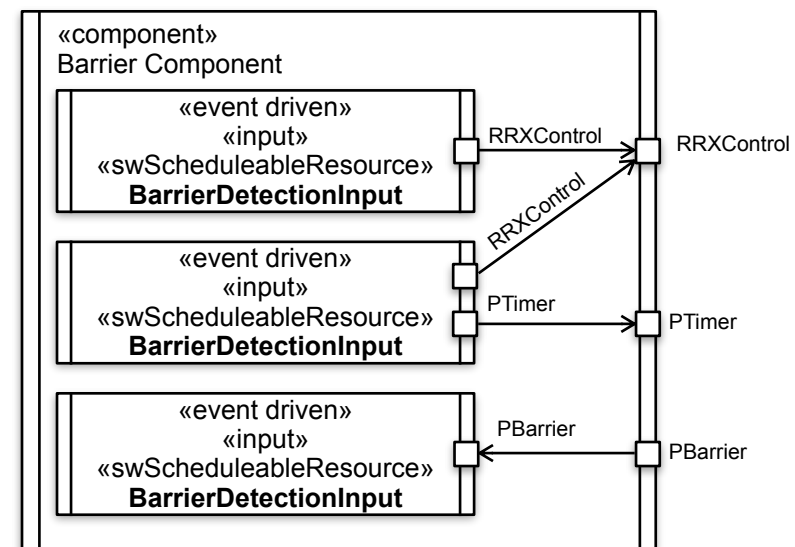 «component»
Barrier Component
«event driven»
«input»
«swScheduleableResource»
BarrierDetectionInput
RRXControl
RRXControl
«event driven»
«input»
«swScheduleableResource»
BarrierDetectionInput
RRXControl
PTimer
PTimer
«event driven»
«input»
«swScheduleableResource»
BarrierDetectionInput
PBarrier
PBarrier